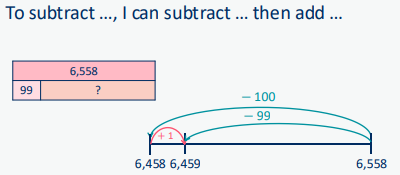 To subtract ..., I can subtract ... then add ...
6,558
99 ?
− 100
− 99
+ 1
6,458 6,459 6,558